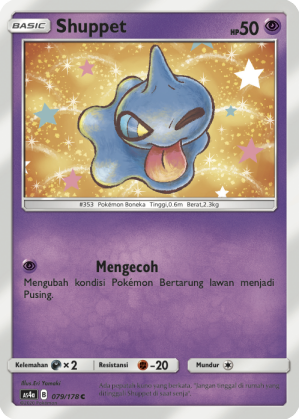 BASIC Shuppet HP50
#353 Pokémon Boneka Tinggi,0.6m Berat,2.3kg
Mengecoh
Mengubah kondisi Pokémon Bertarung lawan menjadi
Pusing.
Kelemahan ×2 Resistansi -20 Mundur
AS4a B 079/178 C